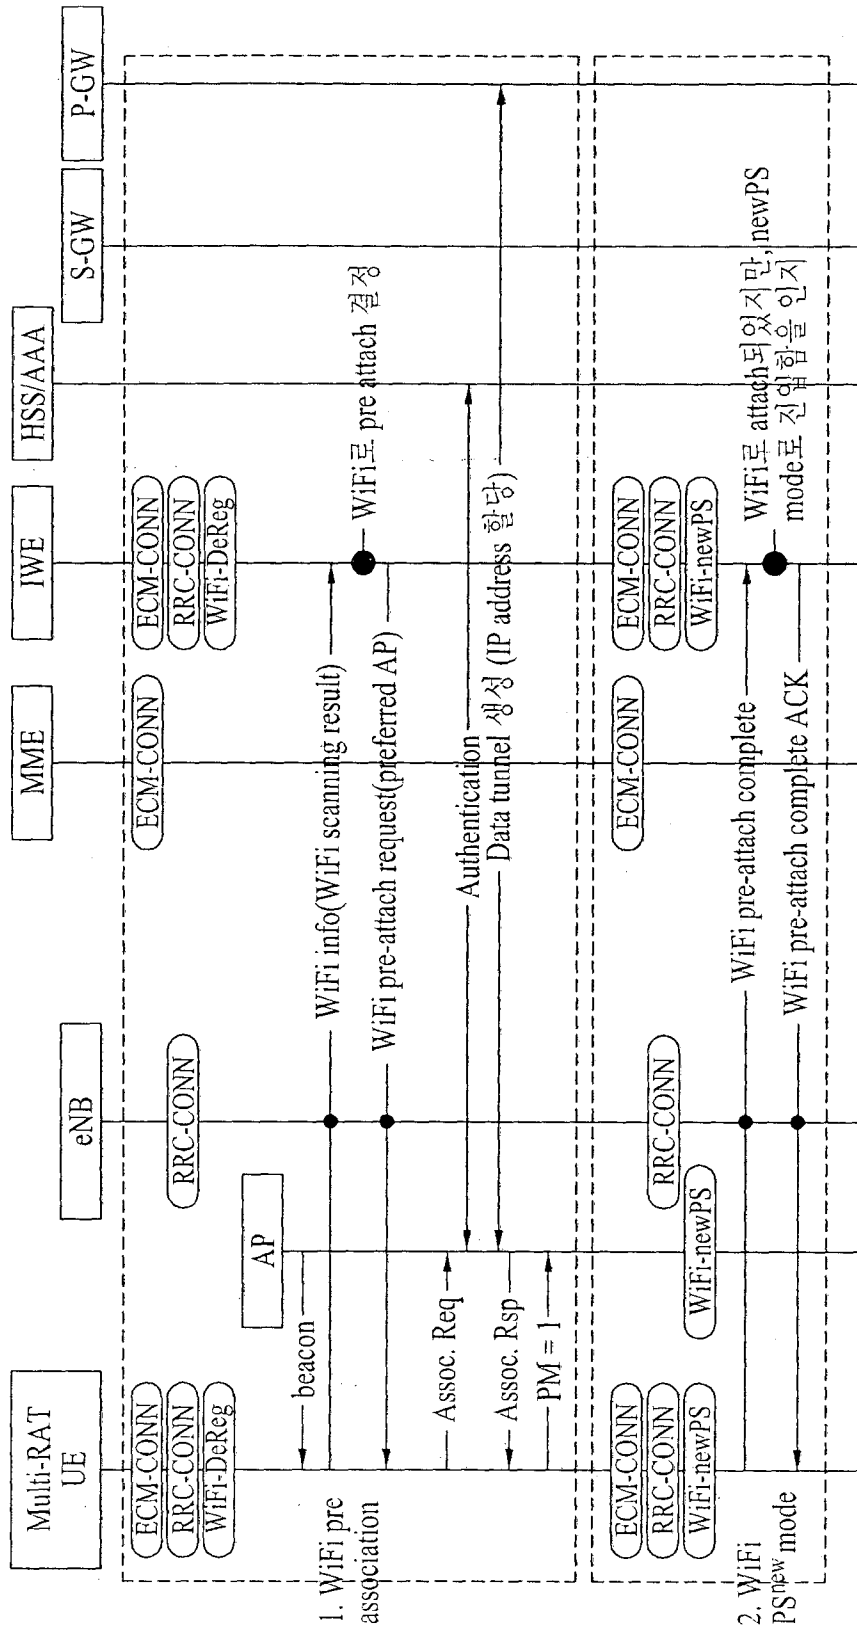 Multi-RAT
UE
AP
eNB
MME
IWE
HSS/AAA
S-GW
P-GW
1. WiFi pre
association
ECM-CONN
RRC-CONN
WiFi-DeReg
RRC-CONN
ECM-CONN
ECM-CONN
RRC-CONN
WiFi-DeReg
beacon
WiFi info(WiFi scanning result)
WiFi로 pre attach 결정
WiFi pre-attach request(preferred AP)
Assoc. Req
Authentication
Data tunnel 생성 (IP address 할당)
Assoc. Rsp
PM = 1
2. WiFi
PSnew mode
ECM-CONN
RRC-CONN
WiFi-newPS
WiFi-newPS
RRC-CONN
ECM-CONN
ECM-CONN
RRC-CONN
WiFi-newPS
WiFi pre-attach complete
WiFi로 attach되었지만, newPS
mode로 진입함을 인지
WiFi pre-attach complete ACK